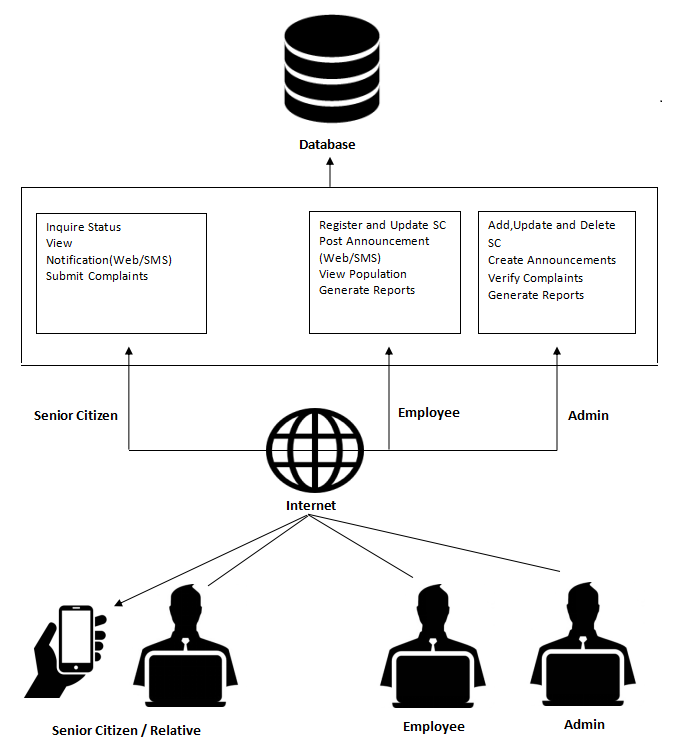 Database
Inquire Status
View
Notification(Web/SMS)
Submit Complaints
Register and Update SC
Post Announcement
(Web/SMS)
View Population
Generate Reports
Add,Update and Delete
SC
Create Announcements
Verify Complaints
Generate Reports
Senior Citizen
Employee
Admin
Internet
Senior Citizen / Relative
Employee
Admin